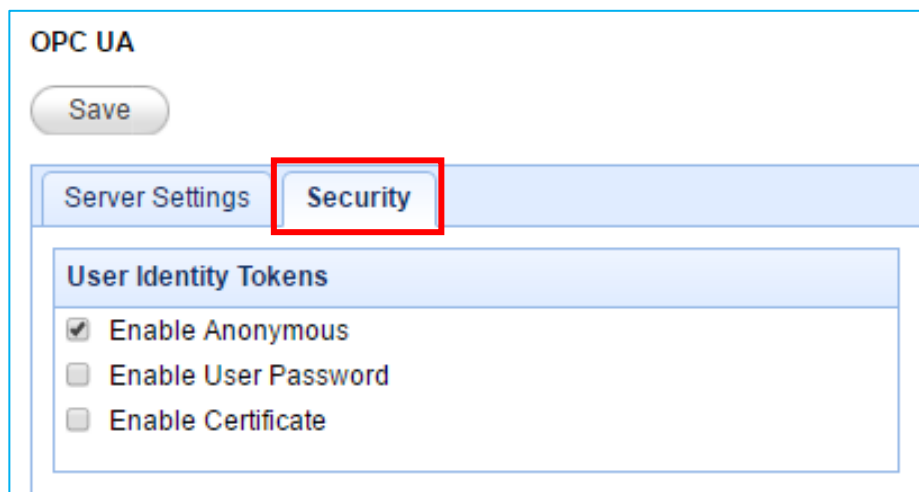 OPC UA
Save
Server Settings Security
User Identity Tokens
Enable Anonymous
Enable User Password
Enable Certificate